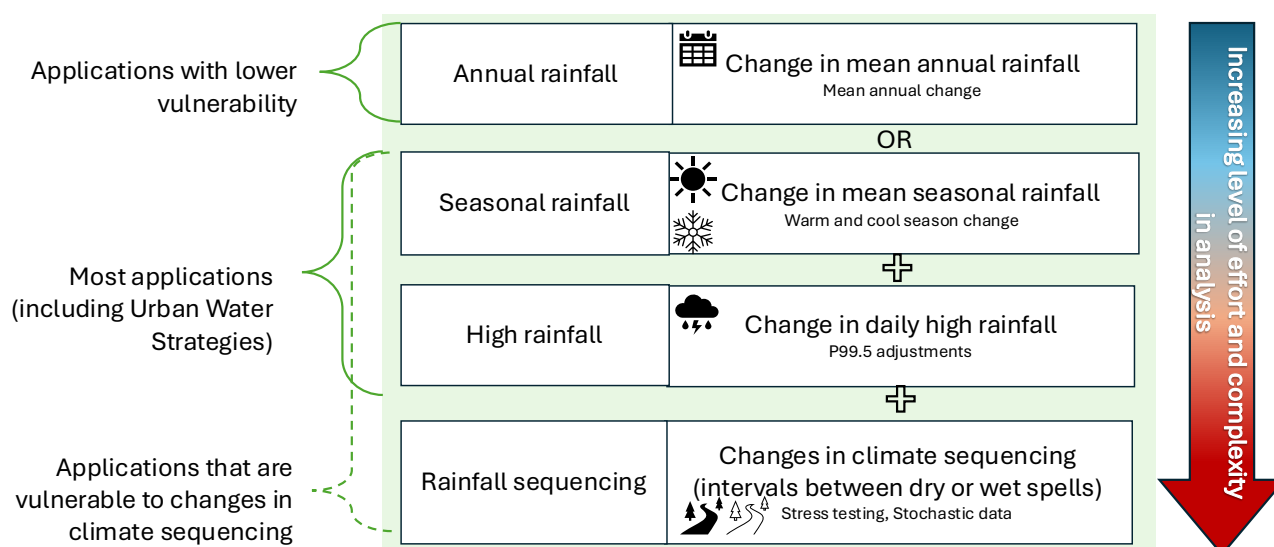 Applications with lower
vulnerability
Annual rainfall
Change in mean annual rainfall
Mean annual change
OR
Most applications
(including Urban Water
Strategies)
Seasonal rainfall
Change in mean seasonal rainfall
Warm and cool season change
High rainfall
Change in daily high rainfall
P99.5 adjustments
Applications that are
vulnerable to changes in
climate sequencing
Rainfall sequencing
Changes in climate sequencing
(intervals between dry or wet spells)
Stress testing, Stochastic data
Increasing level of effort and complexity
in analysis